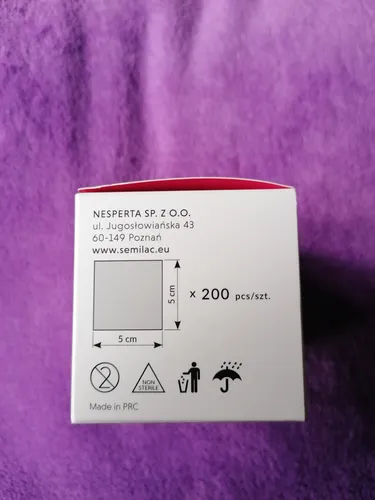 NESPERTA SP. Z O.O.
ul. Jugosłowiańska 43
60-149 Poznań
www.semilac.eu
5 cm
x 200 pcs/szt.
5 cm
2
NON
STERILE
Made in PRC